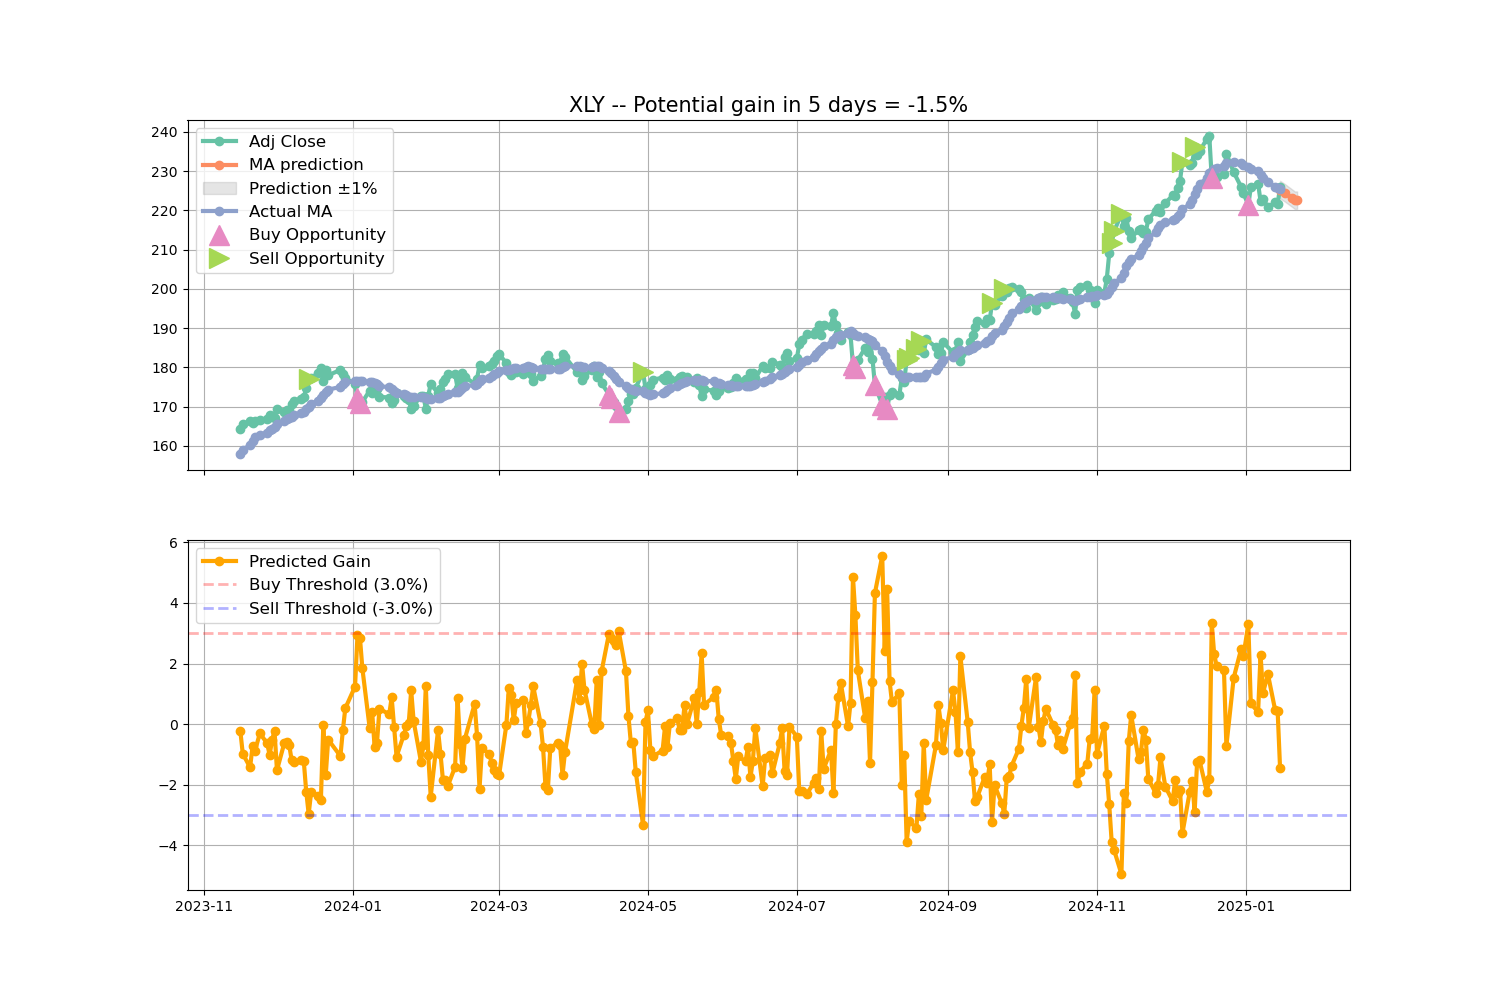 XLY -- Potential gain in 5 days = -1.5%
240
230
220
210
200
190
180
170
160
Adj Close
MA prediction
Prediction ±1%
Actual MA
Buy Opportunity
Sell Opportunity
6
4
2
0
−2
−4
Predicted Gain
Buy Threshold (3.0%)
Sell Threshold (-3.0%)
2023-11 2024-01 2024-03 2024-05 2024-07 2024-09 2024-11 2025-01